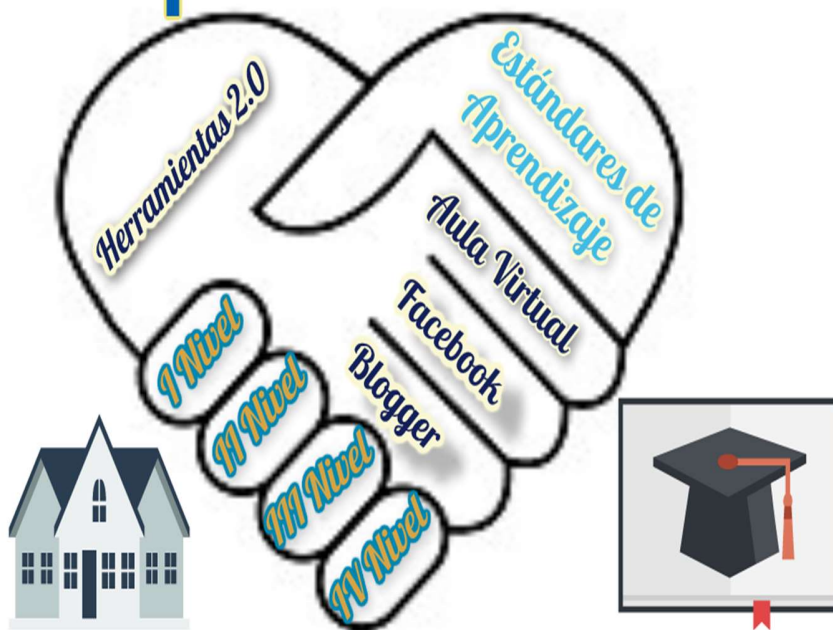 Herramientas 2.0
Estándares de
Aprendizaje
Aula Virtual
Facebook
Blogger
I Nivel
II Nivel
III Nivel
IV Nivel